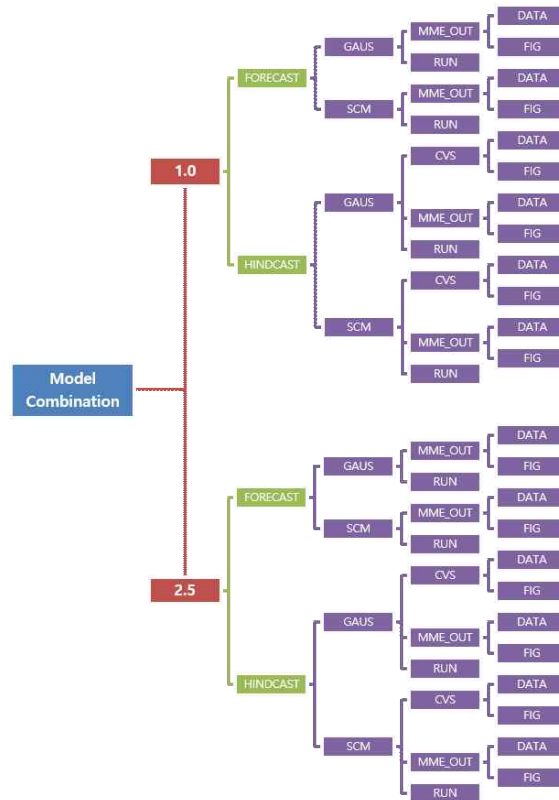 Model
Combination
1.0
FORECAST
GAUS
MME_OUT
DATA
FIG
RUN
SCM
MME_OUT
DATA
FIG
RUN
HINDCAST
GAUS
CVS
DATA
FIG
MME_OUT
DATA
FIG
RUN
SCM
CVS
DATA
FIG
MME_OUT
DATA
FIG
RUN
2.5
FORECAST
GAUS
MME_OUT
DATA
FIG
RUN
SCM
MME_OUT
DATA
FIG
RUN
HINDCAST
GAUS
CVS
DATA
FIG
MME_OUT
DATA
FIG
RUN
SCM
CVS
DATA
FIG
MME_OUT
DATA
FIG
RUN